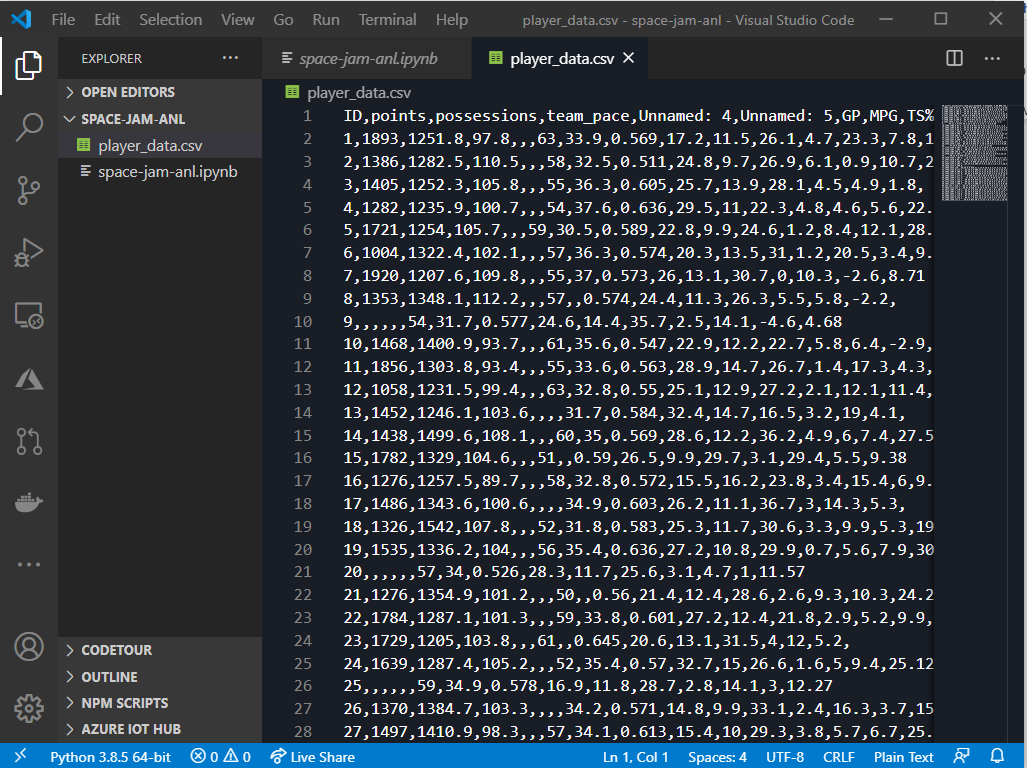 File Edit Selection View Go Run Terminal Help player_data.csv - space-jam-anl - Visual Studio Code
EXPLORER ...
space-jam-anl.ipynb
player_data.csv
OPEN EDITORS
SPACE-JAM-ANL
player_data.csv
space-jam-anl.ipynb
CODETOUR
OUTLINE
NPM SCRIPTS
AZURE IOT HUB
player_data.csv
1 ID,points,possessions,team_pace,Unnamed: 4,Unnamed: 5,GP,MPG,TS%
2 1,1893,1251.8,97.8,,,63,33.9,0.569,17.2,11.5,26.1,4.7,23.3,7.8,1
3 2,1386,1282.5,110.5,,,58,32.5,0.511,24.8,9.7,26.9,6.1,0.9,10.7,2
4 3,1405,1252.3,105.8,,,55,36.3,0.605,25.7,13.9,28.1,4.5,4.9,1.8,
5 4,1282,1235.9,100.7,,,54,37.6,0.636,29.5,11,22.3,4.8,4.6,5.6,22.
6 5,1721,1254,105.7,,,59,30.5,0.589,22.8,9.9,24.6,1.2,8.4,12.1,28.
7 6,1004,1322.4,102.1,,,57,36.3,0.574,20.3,13.5,31,1.2,20.5,3.4,9.
8 7,1920,1207.6,109.8,,,55,37,0.573,26,13.1,30.7,0,10.3,-2.6,8.71
9 8,1353,1348.1,112.2,,,57,,0.574,24.4,11.3,26.3,5.5,5.8,-2.2,
10 9,,,,,,54,31.7,0.577,24.6,14.4,35.7,2.5,14.1,-4.6,4.68
11 10,1468,1400.9,93.7,,,61,35.6,0.547,22.9,12.2,22.7,5.8,6.4,-2.9,
12 11,1856,1303.8,93.4,,,55,33.6,0.563,28.9,14.7,26.7,1.4,17.3,4.3,
13 12,1058,1231.5,99.4,,,63,32.8,0.55,25.1,12.9,27.2,2.1,12.1,11.4,
14 13,1452,1246.1,103.6,,,,31.7,0.584,32.4,14.7,16.5,3.2,19,4.1,
15 14,1438,1499.6,108.1,,,60,35,0.569,28.6,12.2,36.2,4.9,6,7.4,27.5
16 15,1782,1329,104.6,,,51,,0.59,26.5,9.9,29.7,3.1,29.4,5.5,9.38
17 16,1276,1257.5,89.7,,,58,32.8,0.572,15.5,16.2,23.8,3.4,15.4,6,9.
18 17,1486,1343.6,100.6,,,,34.9,0.603,26.2,11.1,36.7,3,14.3,5.3,
19 18,1326,1542,107.8,,,52,31.8,0.583,25.3,11.7,30.6,3.3,9.9,5.3,19
20 19,1535,1336.2,104,,,56,35.4,0.636,27.2,10.8,29.9,0.7,5.6,7.9,30
21 20,,,,,,57,34,0.526,28.3,11.7,25.6,3.1,4.7,1,11.57
22 21,1276,1354.9,101.2,,,50,,0.56,21.4,12.4,28.6,2.6,9.3,10.3,24.2
23 22,1784,1287.1,101.3,,,59,33.8,0.601,27.2,12.4,21.8,2.9,5.2,9.9,
24 23,1729,1205,103.8,,,61,,0.645,20.6,13.1,31.5,4,12,5.2,
25 24,1639,1287.4,105.2,,,52,35.4,0.57,32.7,15,26.6,1.6,5,9.4,25.12
26 25,,,,,,59,34.9,0.578,16.9,11.8,28.7,2.8,14.1,3,12.27
27 26,1370,1384.7,103.3,,,,34.2,0.571,14.8,9.9,33.1,2.4,16.3,3.7,15
28 27,1497,1410.9,98.3,,,57,34.1,0.613,15.4,10,29.3,3.8,5.7,6.7,25.
Python 3.8.5 64-bit 0 0 Live Share Ln 1, Col 1 Spaces: 4 UTF-8 CRLF Plain Text